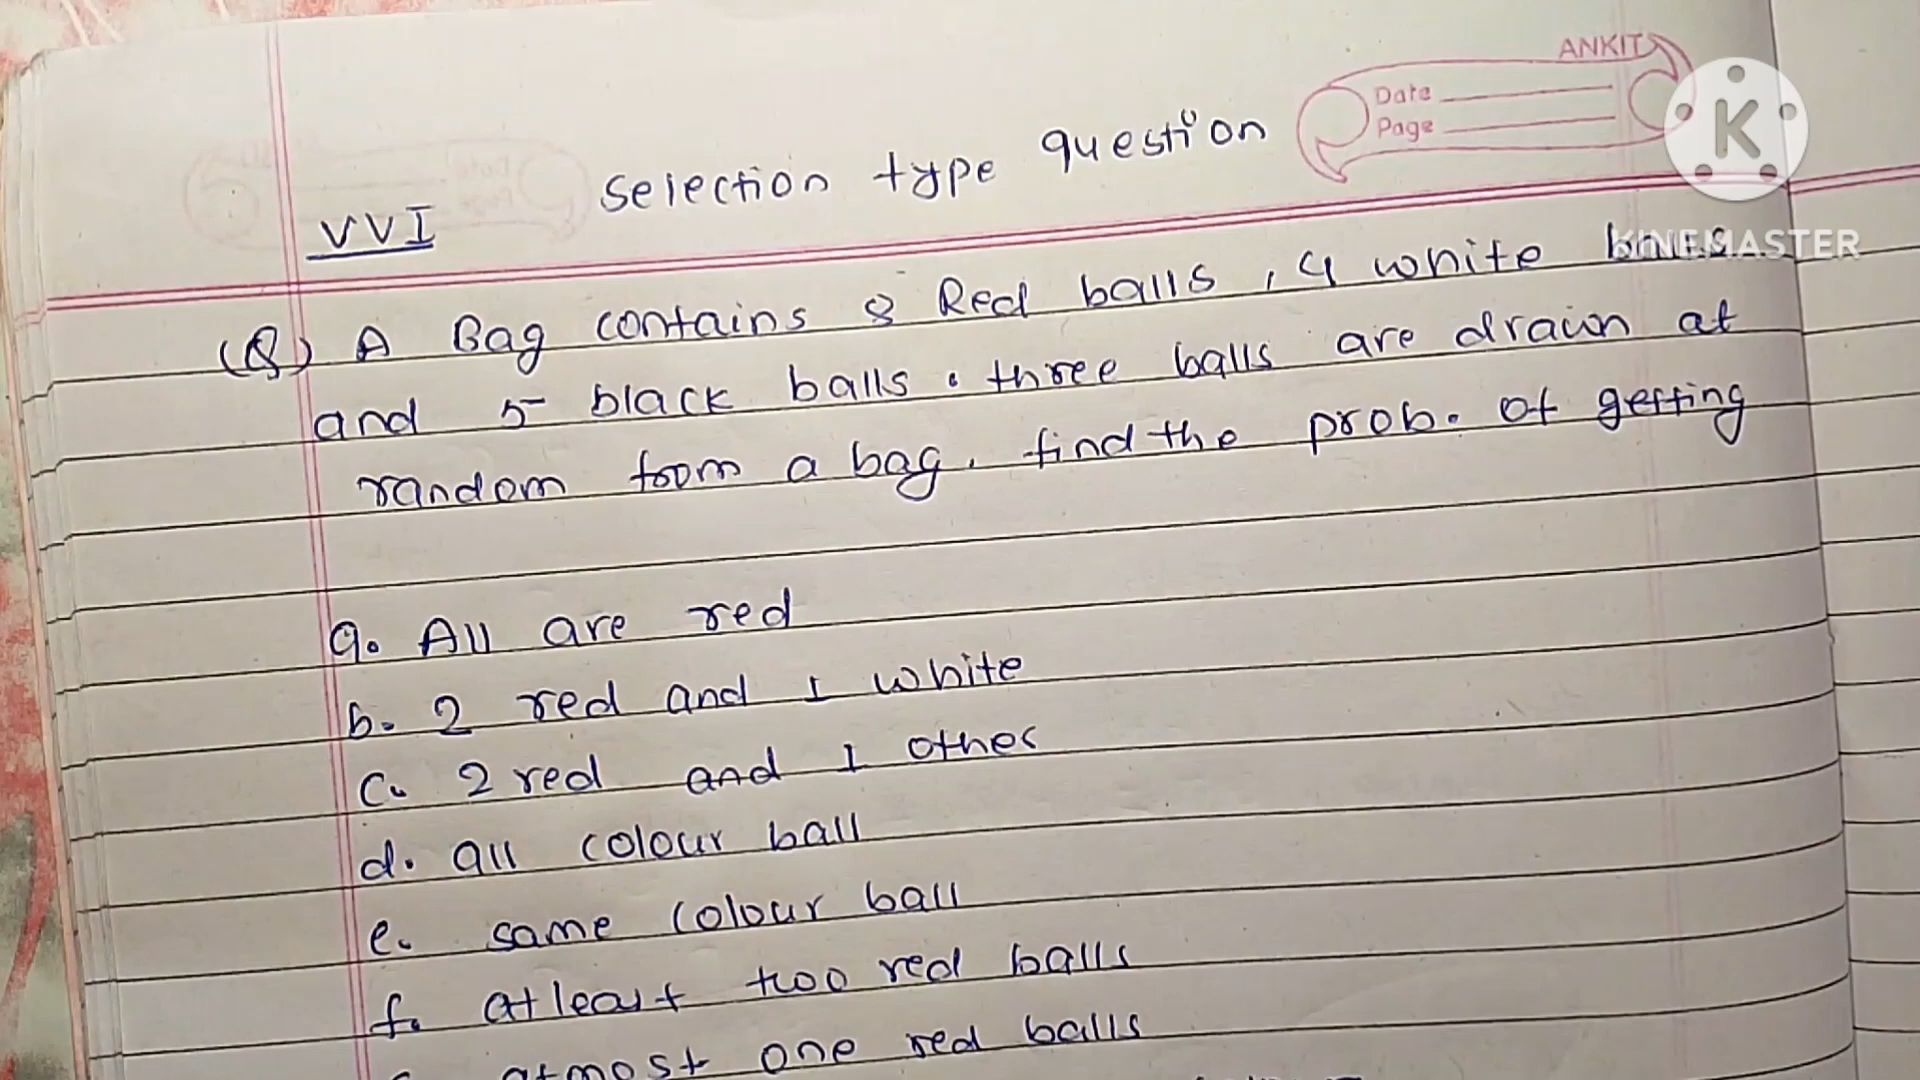 ANKIT
Date
Page
K
KINEMASTER
Selection type question
VVI
(Q) A Bag contains 8 Red balls, 4 white balls
and 5 black balls. three balls are drawn at
random from a bag. find the prob. of getting
a. All are red
b. 2 red and 1 white
c. 2 red and 1 other
d. all colour ball
e. same colour ball
f. atleast two red balls
atmost one red balls